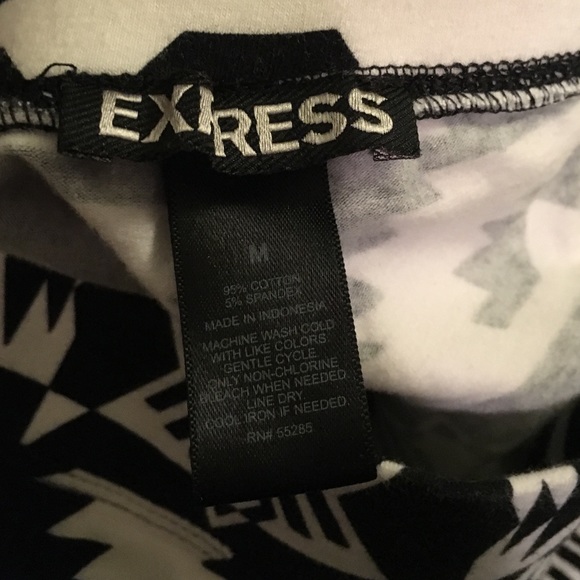 EXPRESS
M
95% COTTON
5% SPANDEX
MADE IN INDONESIA
MACHINE WASH COLD
WITH LIKE COLORS
GENTLE CYCLE
ONLY NON-CHLORINE
BLEACH WHEN NEEDED
LINE DRY
COOL IRON IF NEEDED.
RN# 55285